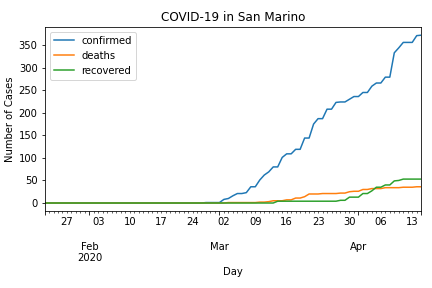 COVID-19 in San Marino
confirmed
deaths
recovered
Number of Cases
350
300
250
200
150
100
50
0
27 03 10 17 24 02 09 16 23 30 06 13
Feb Mar Apr
2020
Day